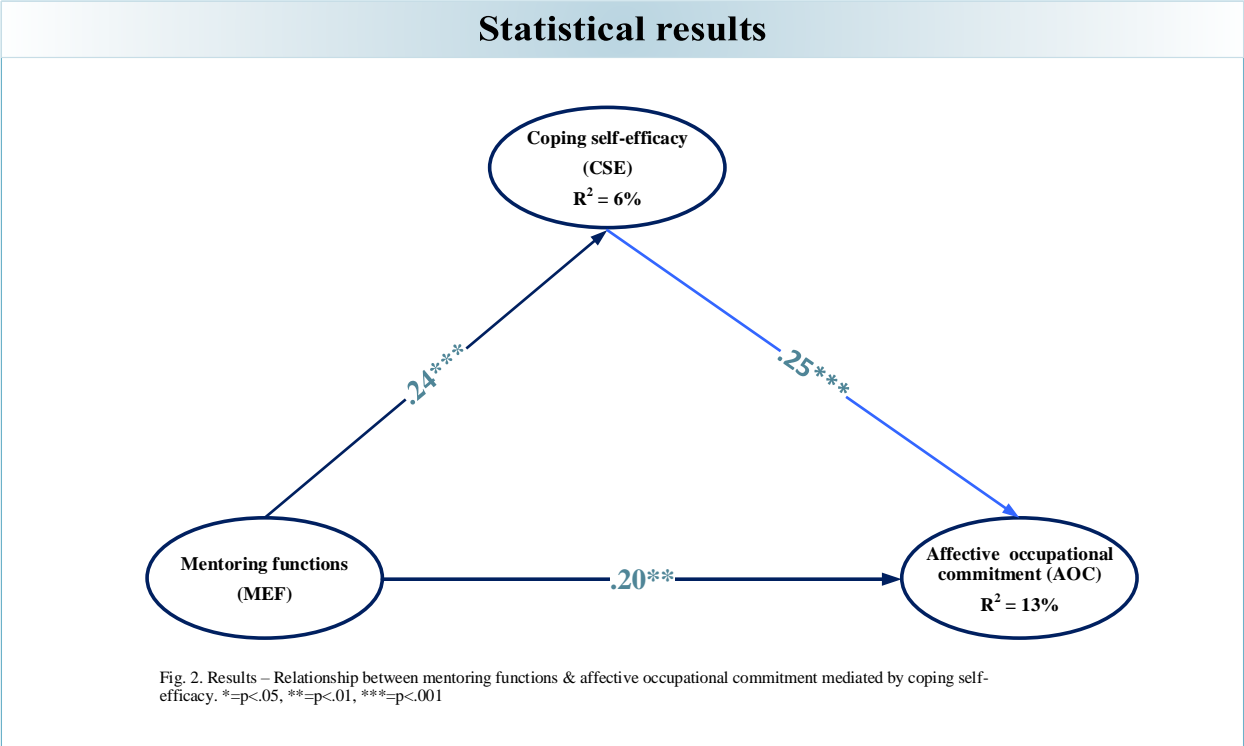 Statistical results
Coping self-efficacy
(CSE)
R² = 6%
.24***
.25***
Mentoring functions
(MEF)
.20**
Affective occupational
commitment (AOC)
R² = 13%
Fig. 2. Results – Relationship between mentoring functions & affective occupational commitment mediated by coping self-
efficacy. *=p<.05, **=p<.01, ***=p<.001